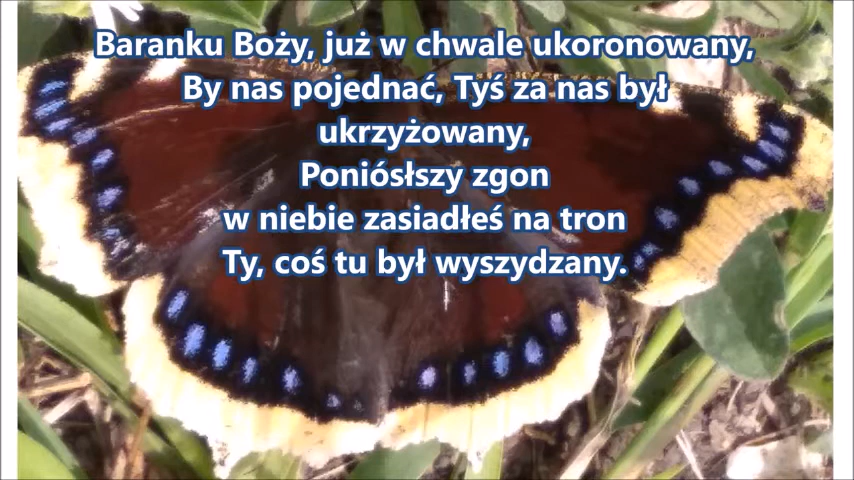 Baranku Boży, już w chwale ukoronowany,
By nas pojednać, Tyś za nas był
ukrzyżowany,
Poniósłszy zgon
w niebie zasiadłeś na tron
Ty, coś tu był wyszydzany.